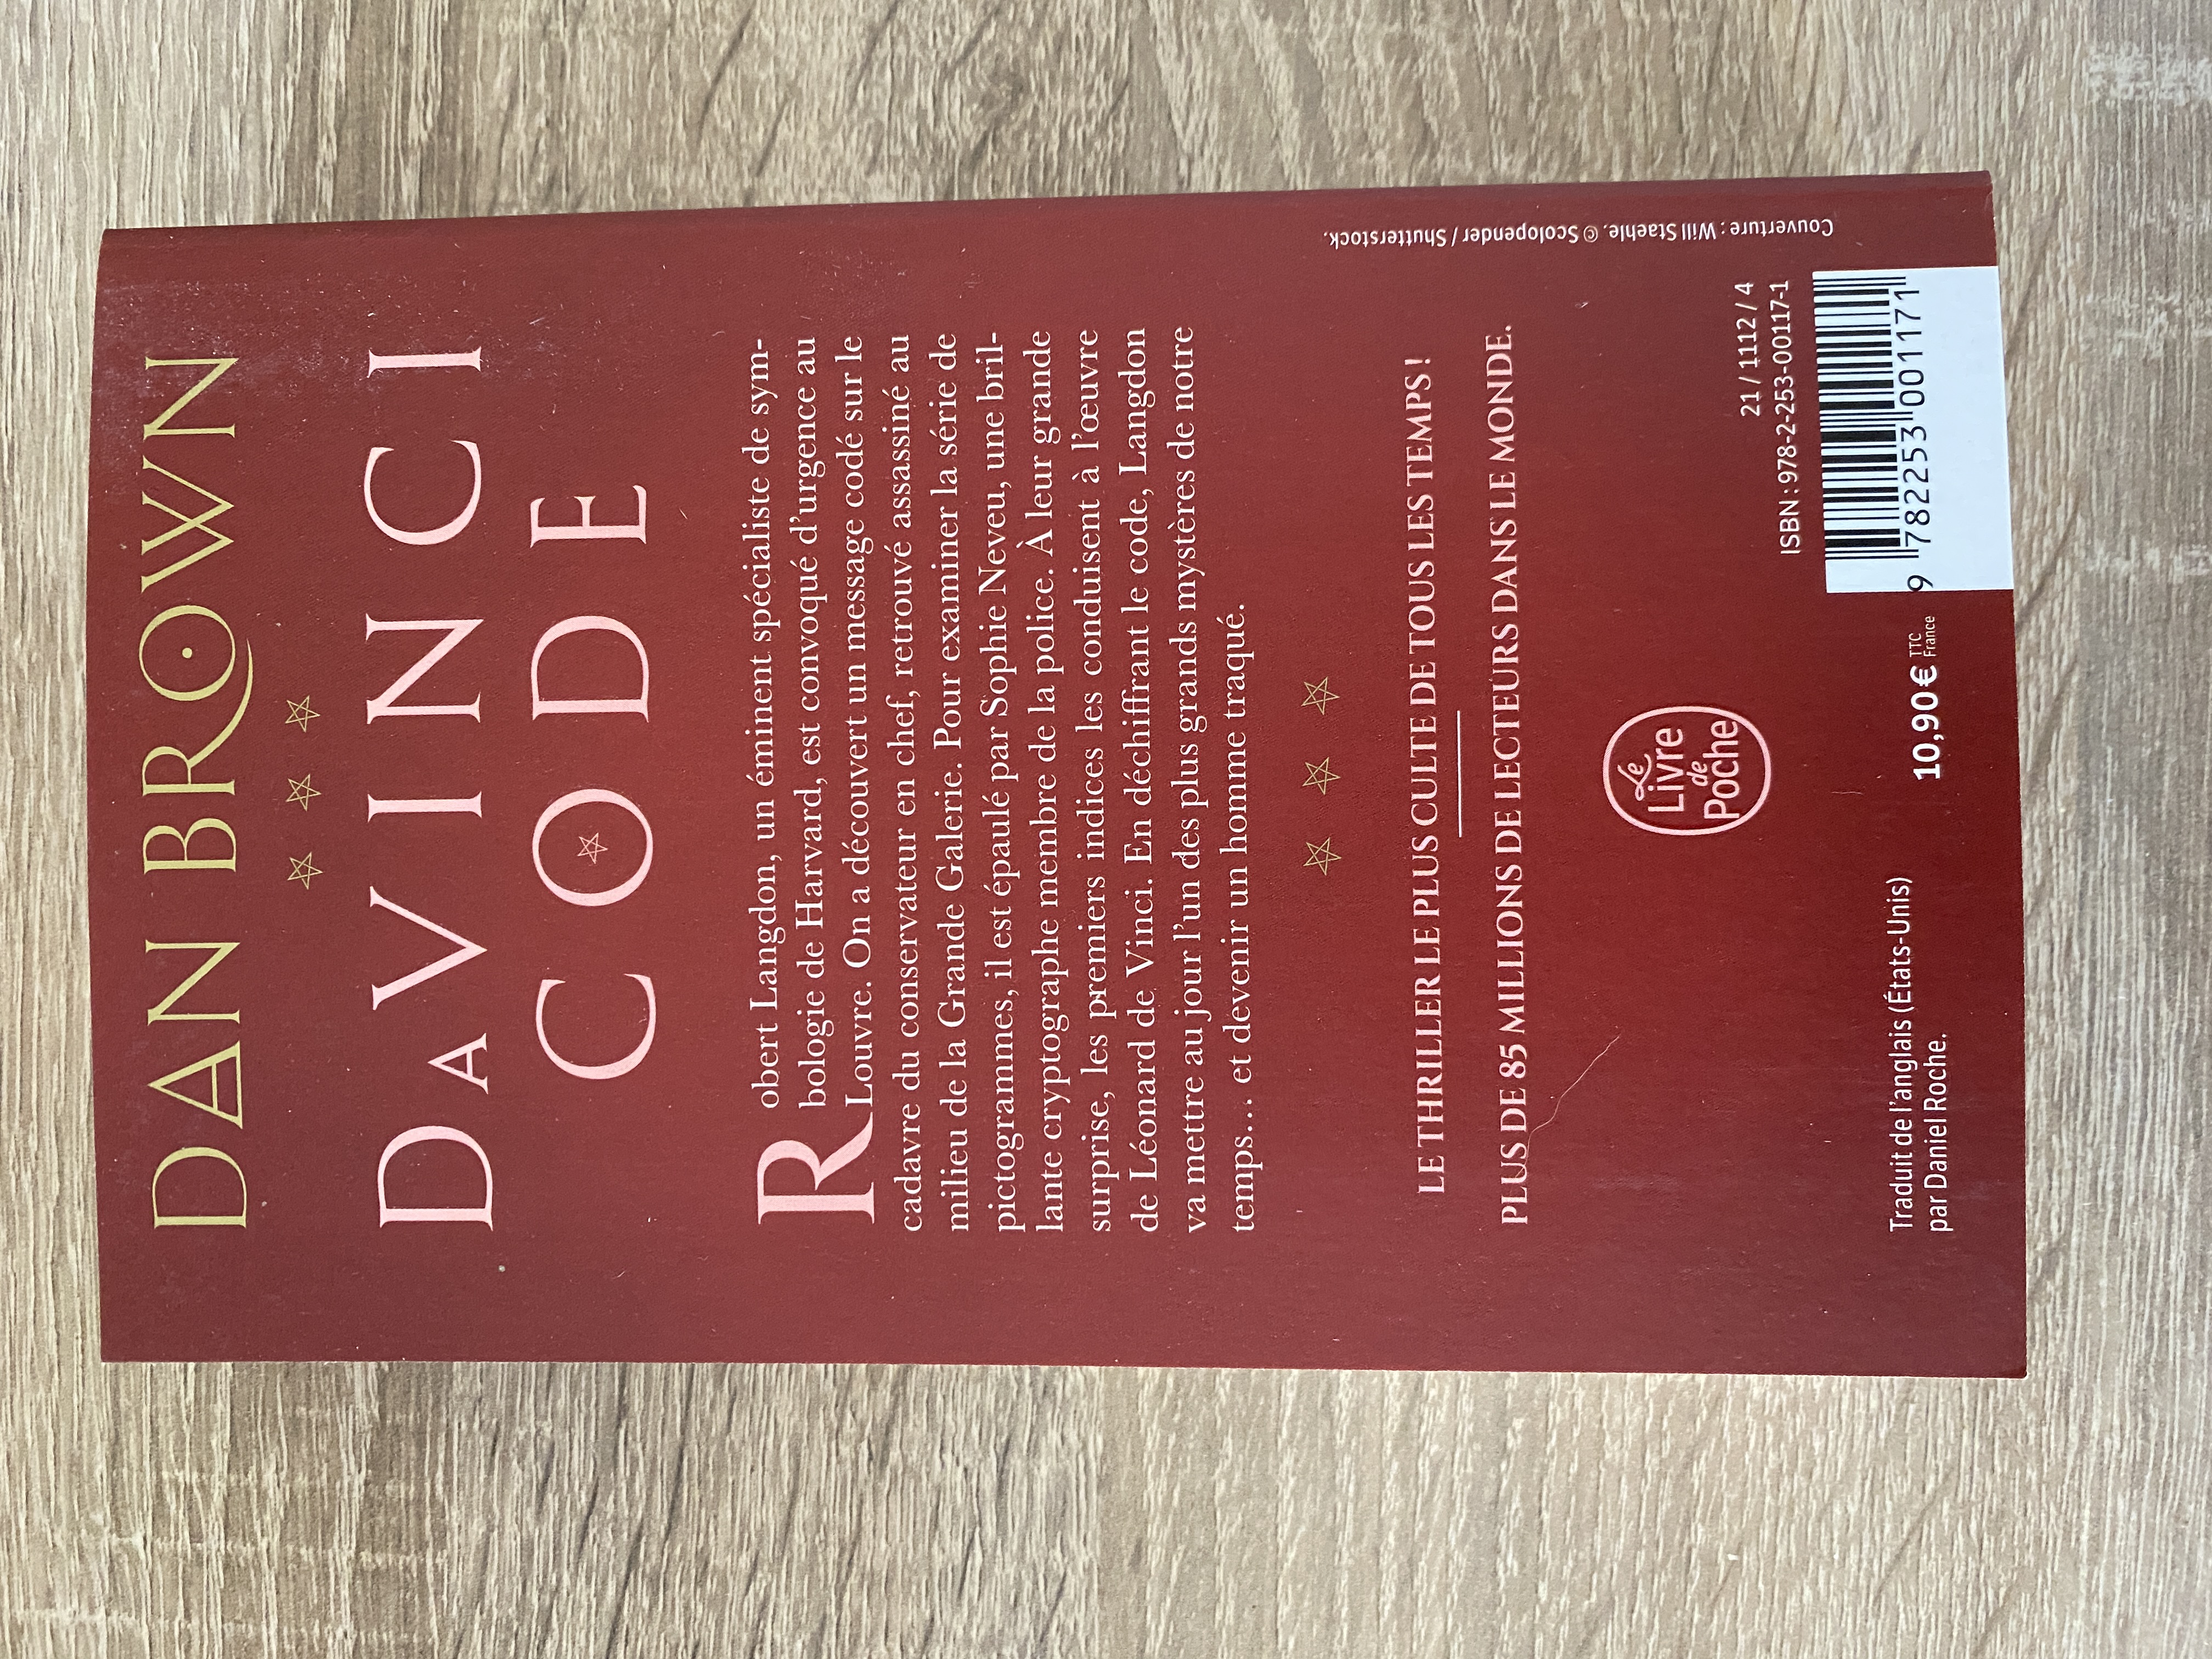 DAN BROWN
DA VINCI
CODE
Robert Langdon, un éminent spécialiste de sym-
bologie de Harvard, est convoqué d'urgence au
Louvre. On a découvert un message codé sur le
cadavre du conservateur en chef, retrouvé assassiné au
milieu de la Grande Galerie. Pour examiner la série de
pictogrammes, il est épaulé par Sophie Neveu, une bril-
lante cryptographe membre de la police. À leur grande
surprise, les premiers indices les conduisent à l'œuvre
de Léonard de Vinci. En déchiffrant le code, Langdon
va mettre au jour l'un des plus grands mystères de notre
temps… et devenir un homme traqué.
LE THRILLER LE PLUS CULTE DE TOUS LES TEMPS !
PLUS DE 85 MILLIONS DE LECTEURS DANS LE MONDE.
Le
Livre
de
Poche
Traduit de l'anglais (États-Unis)
par Daniel Roche.
10,90 € TTC
France
21 / 1112 / 4
ISBN : 978-2-253-00117-1
9 782253 001171
Couverture : Will Staehle. © Scolopender / Shutterstock.